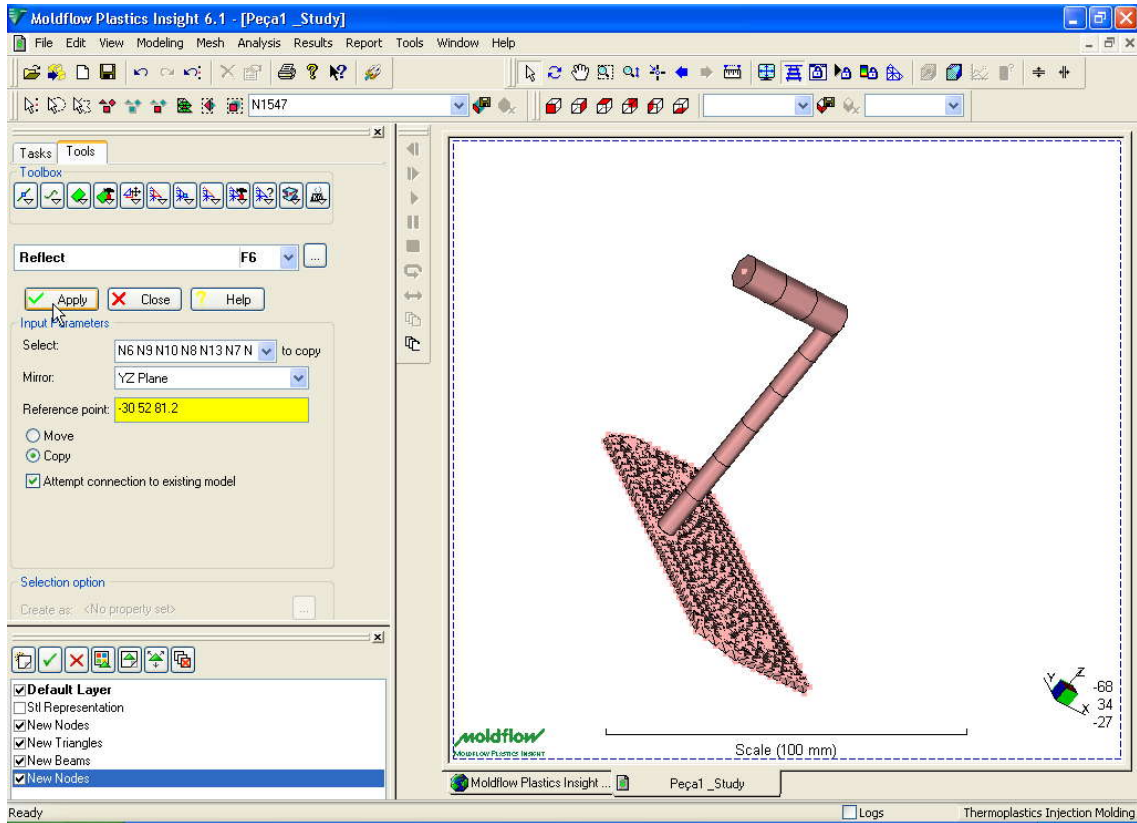 Moldflow Plastics Insight 6.1 - [Peça1 _Study]
File Edit View Modeling Mesh Analysis Results Report Tools Window Help
N1547
Tasks Tools
Toolbox
Reflect F6 ...
Apply Close ? Help
Input Parameters
Select: N6 N9 N10 N8 N13 N7 N to copy
Mirror: YZ Plane
Reference point: -30 52 81.2
Move
Copy
Attempt connection to existing model
Selection option
Create as: <No property set> ...
Default Layer
Stl Representation
New Nodes
New Triangles
New Beams
New Nodes
Y Z X
-68
34
-27
moldflow
MOLDFLOW PLASTICS INSIGHT
Scale (100 mm)
Moldflow Plastics Insight ... Peça1 _Study
Ready Logs Thermoplastics Injection Molding